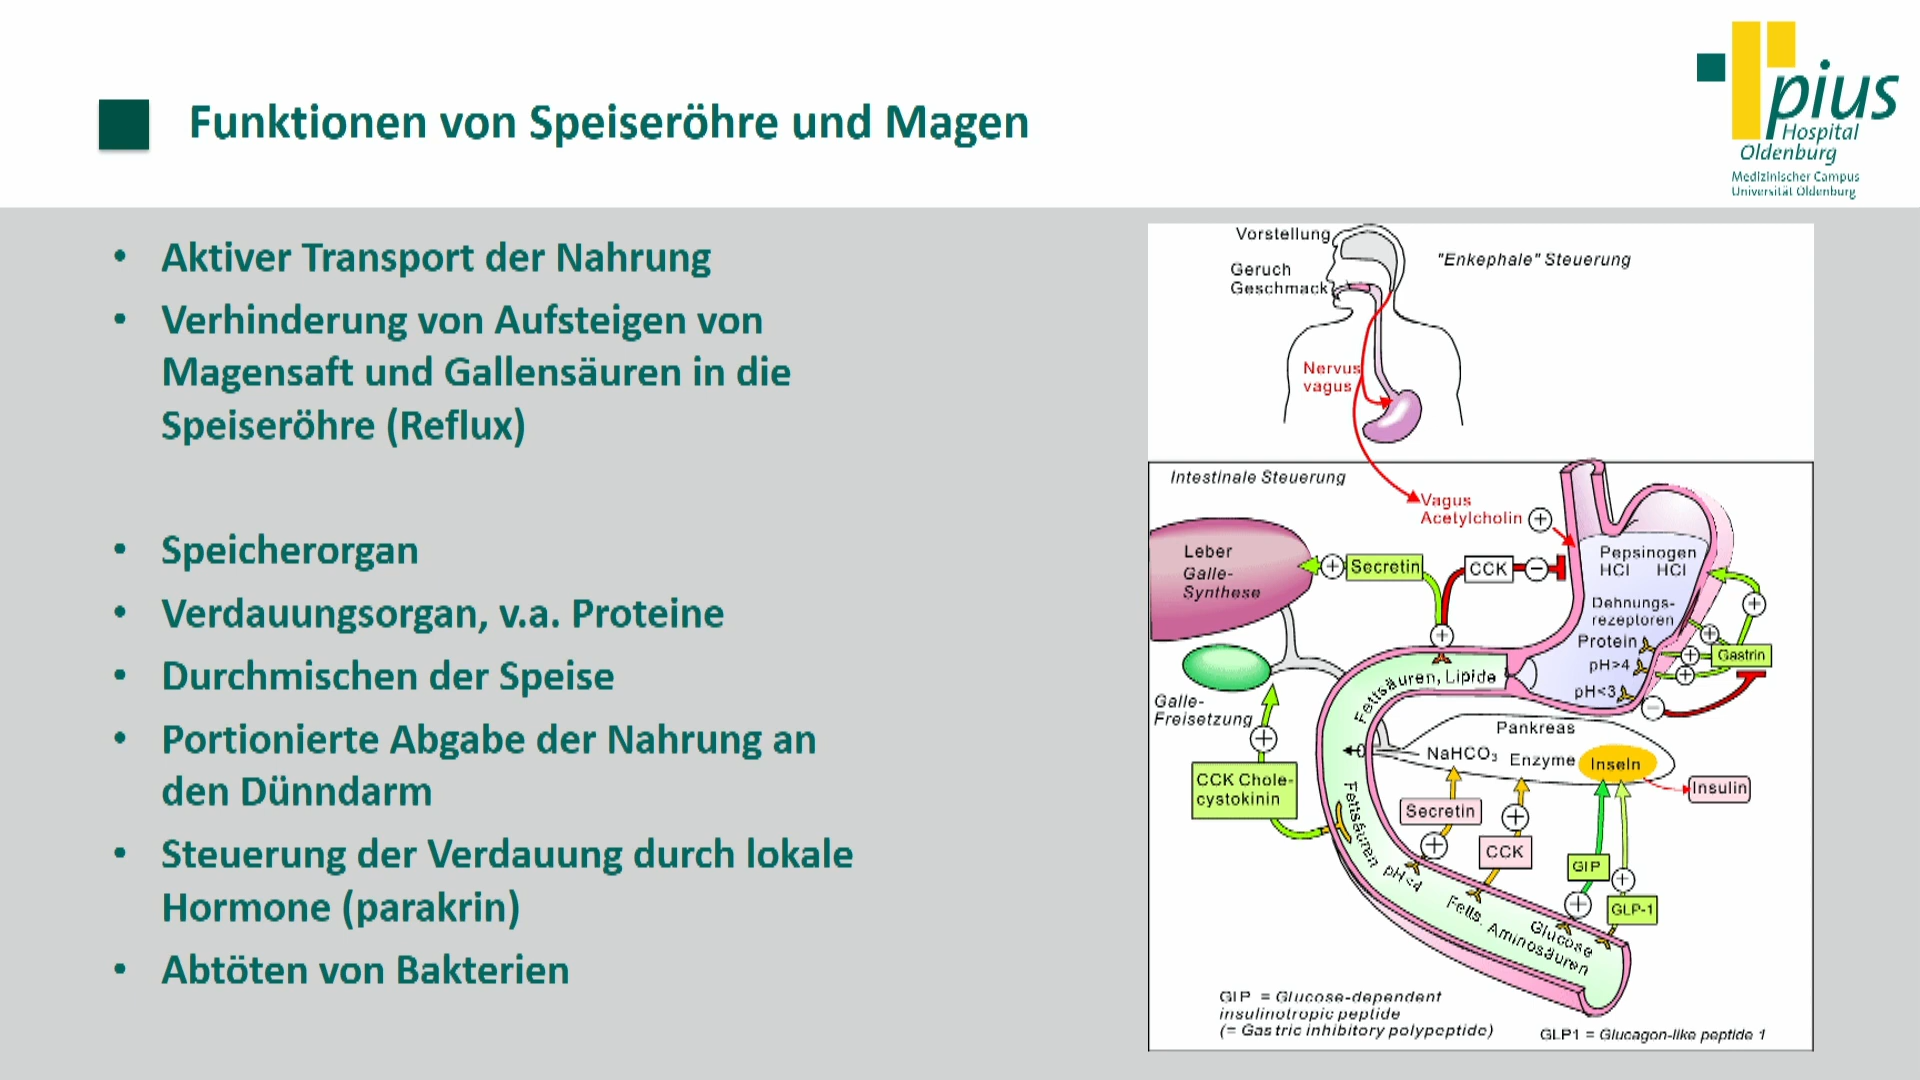 Funktionen von Speiseröhre und Magen
pius
Hospital
Oldenburg
Medizinischer Campus
Universität Oldenburg
• Aktiver Transport der Nahrung
• Verhinderung von Aufsteigen von
Magensaft und Gallensäuren in die
Speiseröhre (Reflux)
• Speicherorgan
• Verdauungsorgan, v.a. Proteine
• Durchmischen der Speise
• Portionierte Abgabe der Nahrung an
den Dünndarm
• Steuerung der Verdauung durch lokale
Hormone (parakrin)
• Abtöten von Bakterien
Vorstellung
"Enkephale" Steuerung
Geruch
Geschmack
Nervus
vagus
Intestinale Steuerung
Vagus
Acetylcholin +
Leber
Galle-
Synthese
+ Secretin
CCK −
Pepsinogen
HCl HCl
Dehnungs-
rezeptoren
Protein
pH>4
pH<3
+
+
+
+
Gastrin
−
+
Fettsäuren, Lipide
Galle-
Freisetzung
+
CCK Chole-
cystokinin
Pankreas
NaHCO₃ Enzyme Inseln
Insulin
Fettsäuren
pH<4
Secretin
+
+
CCK
GIP
+
+
GLP-1
Fetts. Aminosäuren
Glucose
GIP = Glucose-dependent
insulinotropic peptide
(= Gastric inhibitory polypeptide)
GLP1 = Glucagon-like peptide 1